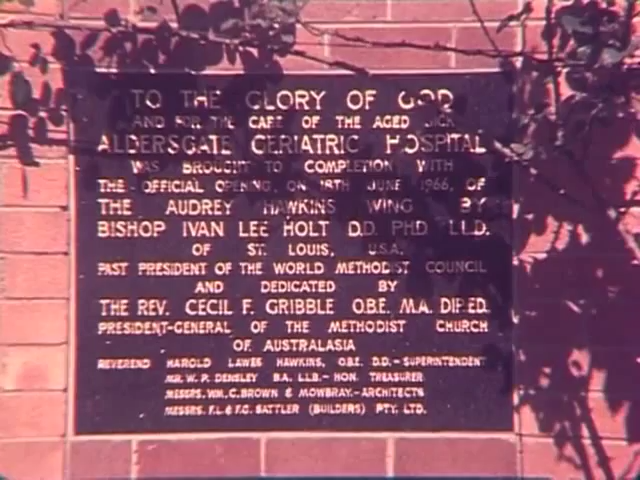 TO THE GLORY OF GOD
AND FOR THE CARE OF THE AGED SICK
ALDERSGATE GERIATRIC HOSPITAL
WAS BROUGHT TO COMPLETION WITH
THE OFFICIAL OPENING, ON 18TH JUNE 1966, OF
THE AUDREY HAWKINS WING BY
BISHOP IVAN LEE HOLT D.D. PHD LL.D.
OF ST. LOUIS, U.S.A.
PAST PRESIDENT OF THE WORLD METHODIST COUNCIL
AND DEDICATED BY
THE REV. CECIL F. GRIBBLE O.B.E. M.A. DIP.ED.
PRESIDENT-GENERAL OF THE METHODIST CHURCH
OF AUSTRALASIA
REVEREND HAROLD LAWES HAWKINS, O.B.E. D.D.-SUPERINTENDENT
MR. W. P. DENSLEY B.A. LL.B.- HON. TREASURER
MESSRS. WM. C. BROWN & MOWBRAY.-ARCHITECTS
MESSRS. F.L & F.G. SATTLER (BUILDERS) PTY. LTD.